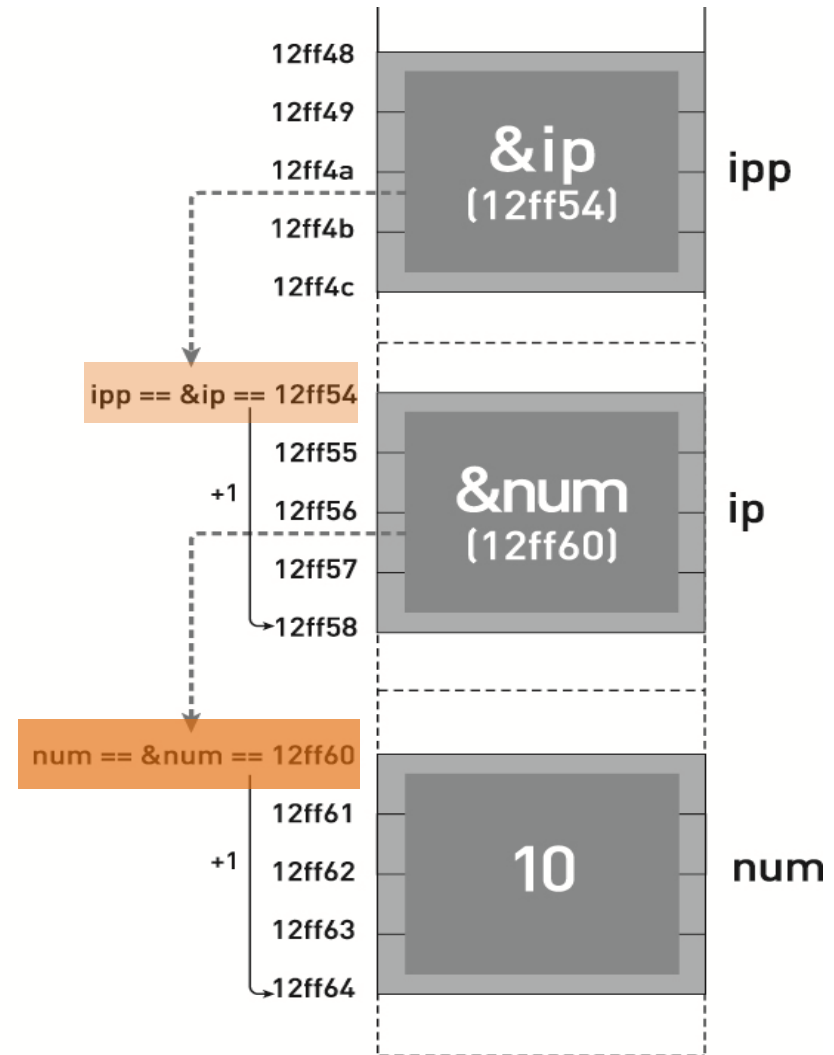 12ff48
12ff49
12ff4a
12ff4b
12ff4c
&ip
(12ff54)
ipp
ipp == &ip == 12ff54
12ff55
+1
12ff56
12ff57
12ff58
&num
(12ff60)
ip
num == &num == 12ff60
12ff61
+1
12ff62
12ff63
12ff64
10
num